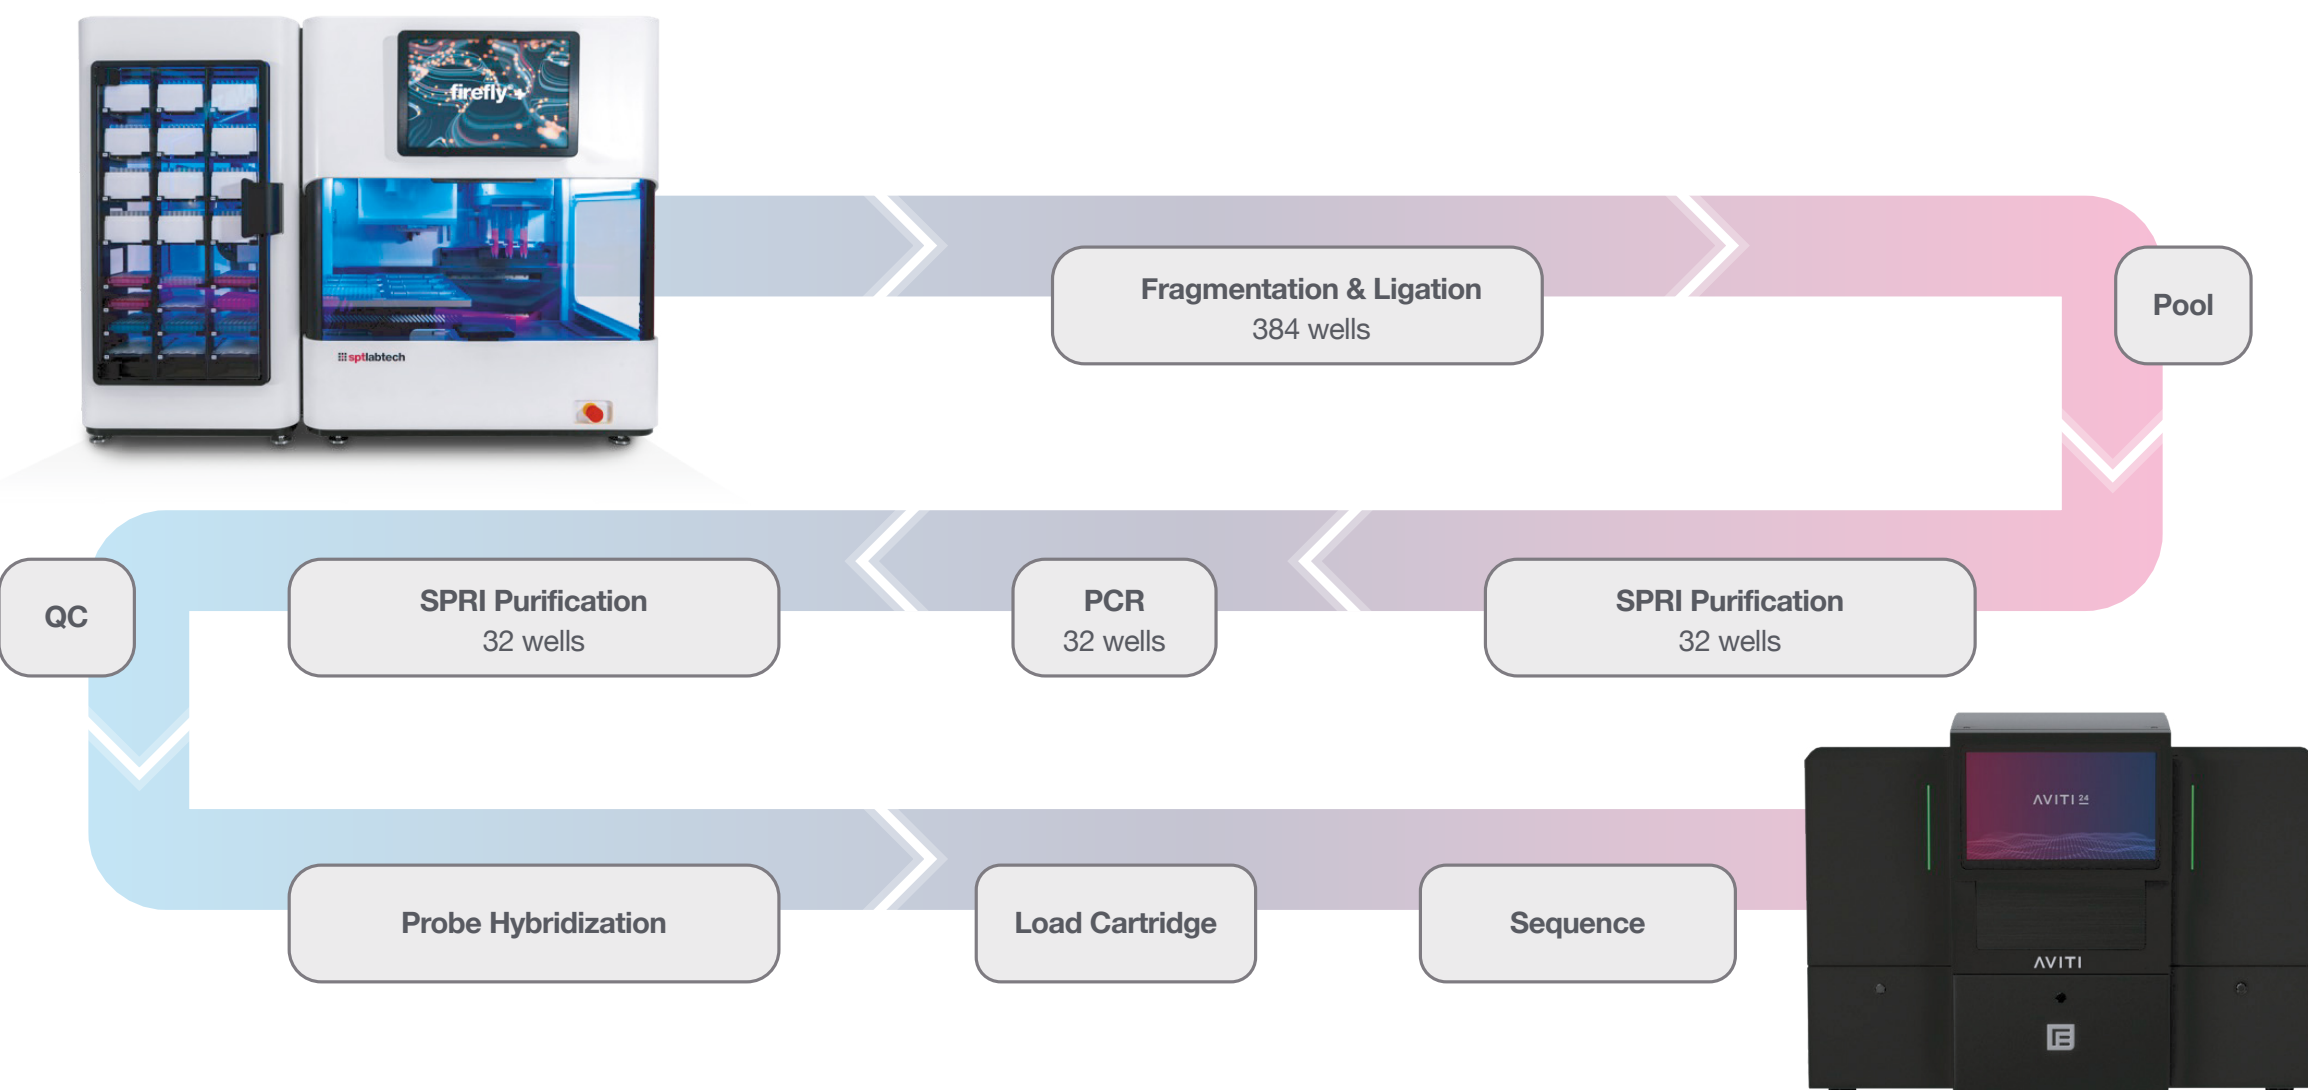 firefly+
sptlabtech
Fragmentation & Ligation
384 wells
Pool
SPRI Purification
32 wells
PCR
32 wells
SPRI Purification
32 wells
QC
Probe Hybridization
Load Cartridge
Sequence
AVITI 24
AVITI